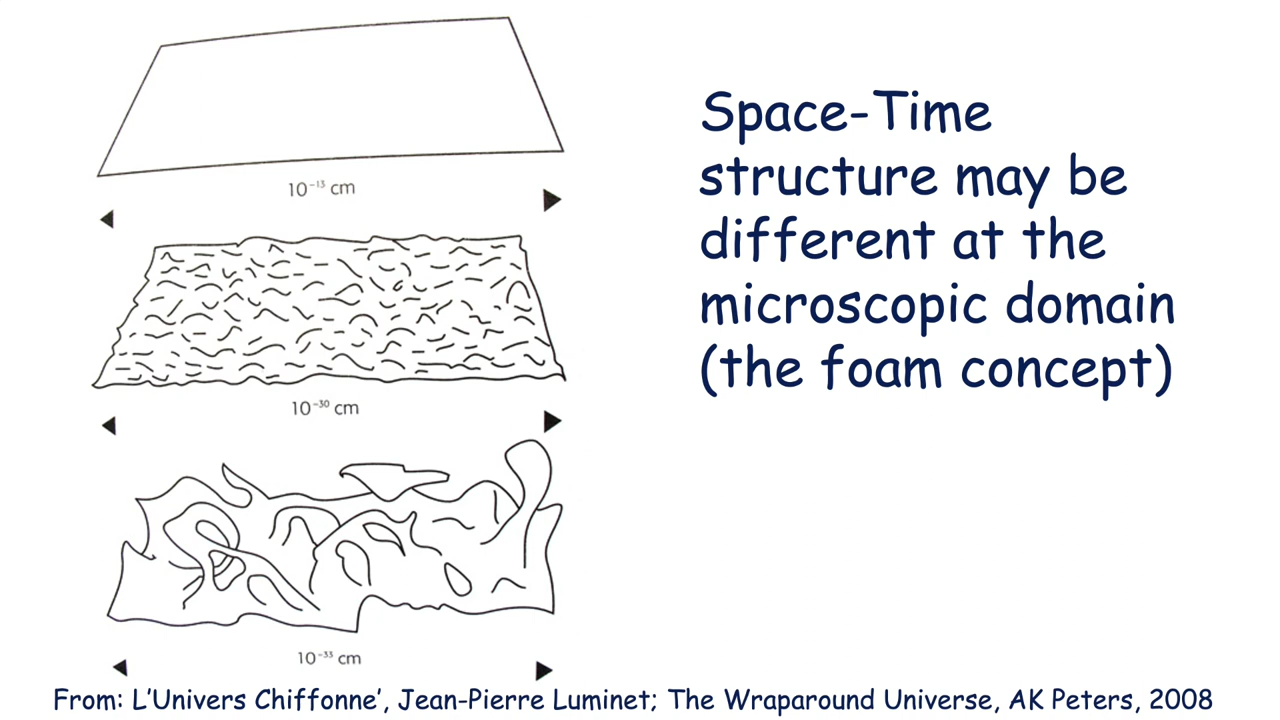 10⁻¹³ cm
10⁻³⁰ cm
10⁻³³ cm
Space-Time
structure may be
different at the
microscopic domain
(the foam concept)
From: L’Univers Chiffonne’, Jean-Pierre Luminet; The Wraparound Universe, AK Peters, 2008